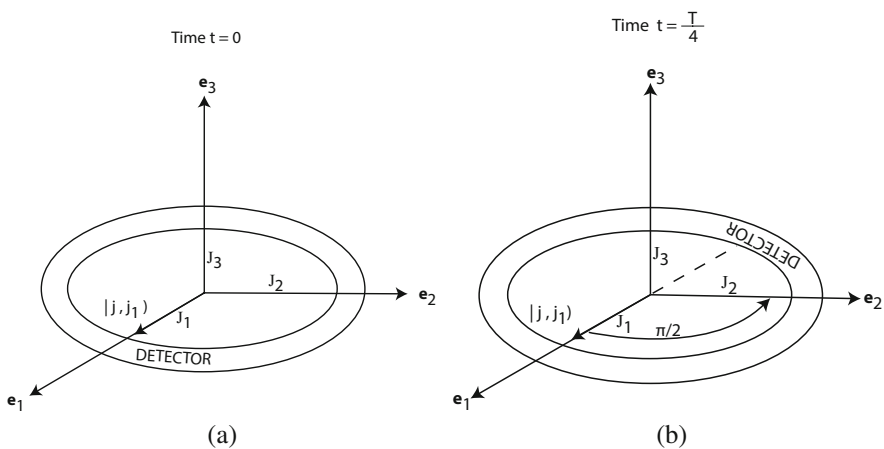 Time t = 0
e3
J3
J2
e2
|j, j1)
J1
DETECTOR
e1
(a)
Time t = T/4
e3
DETECTOR
J3
J2
e2
|j, j1)
J1
π/2
e1
(b)